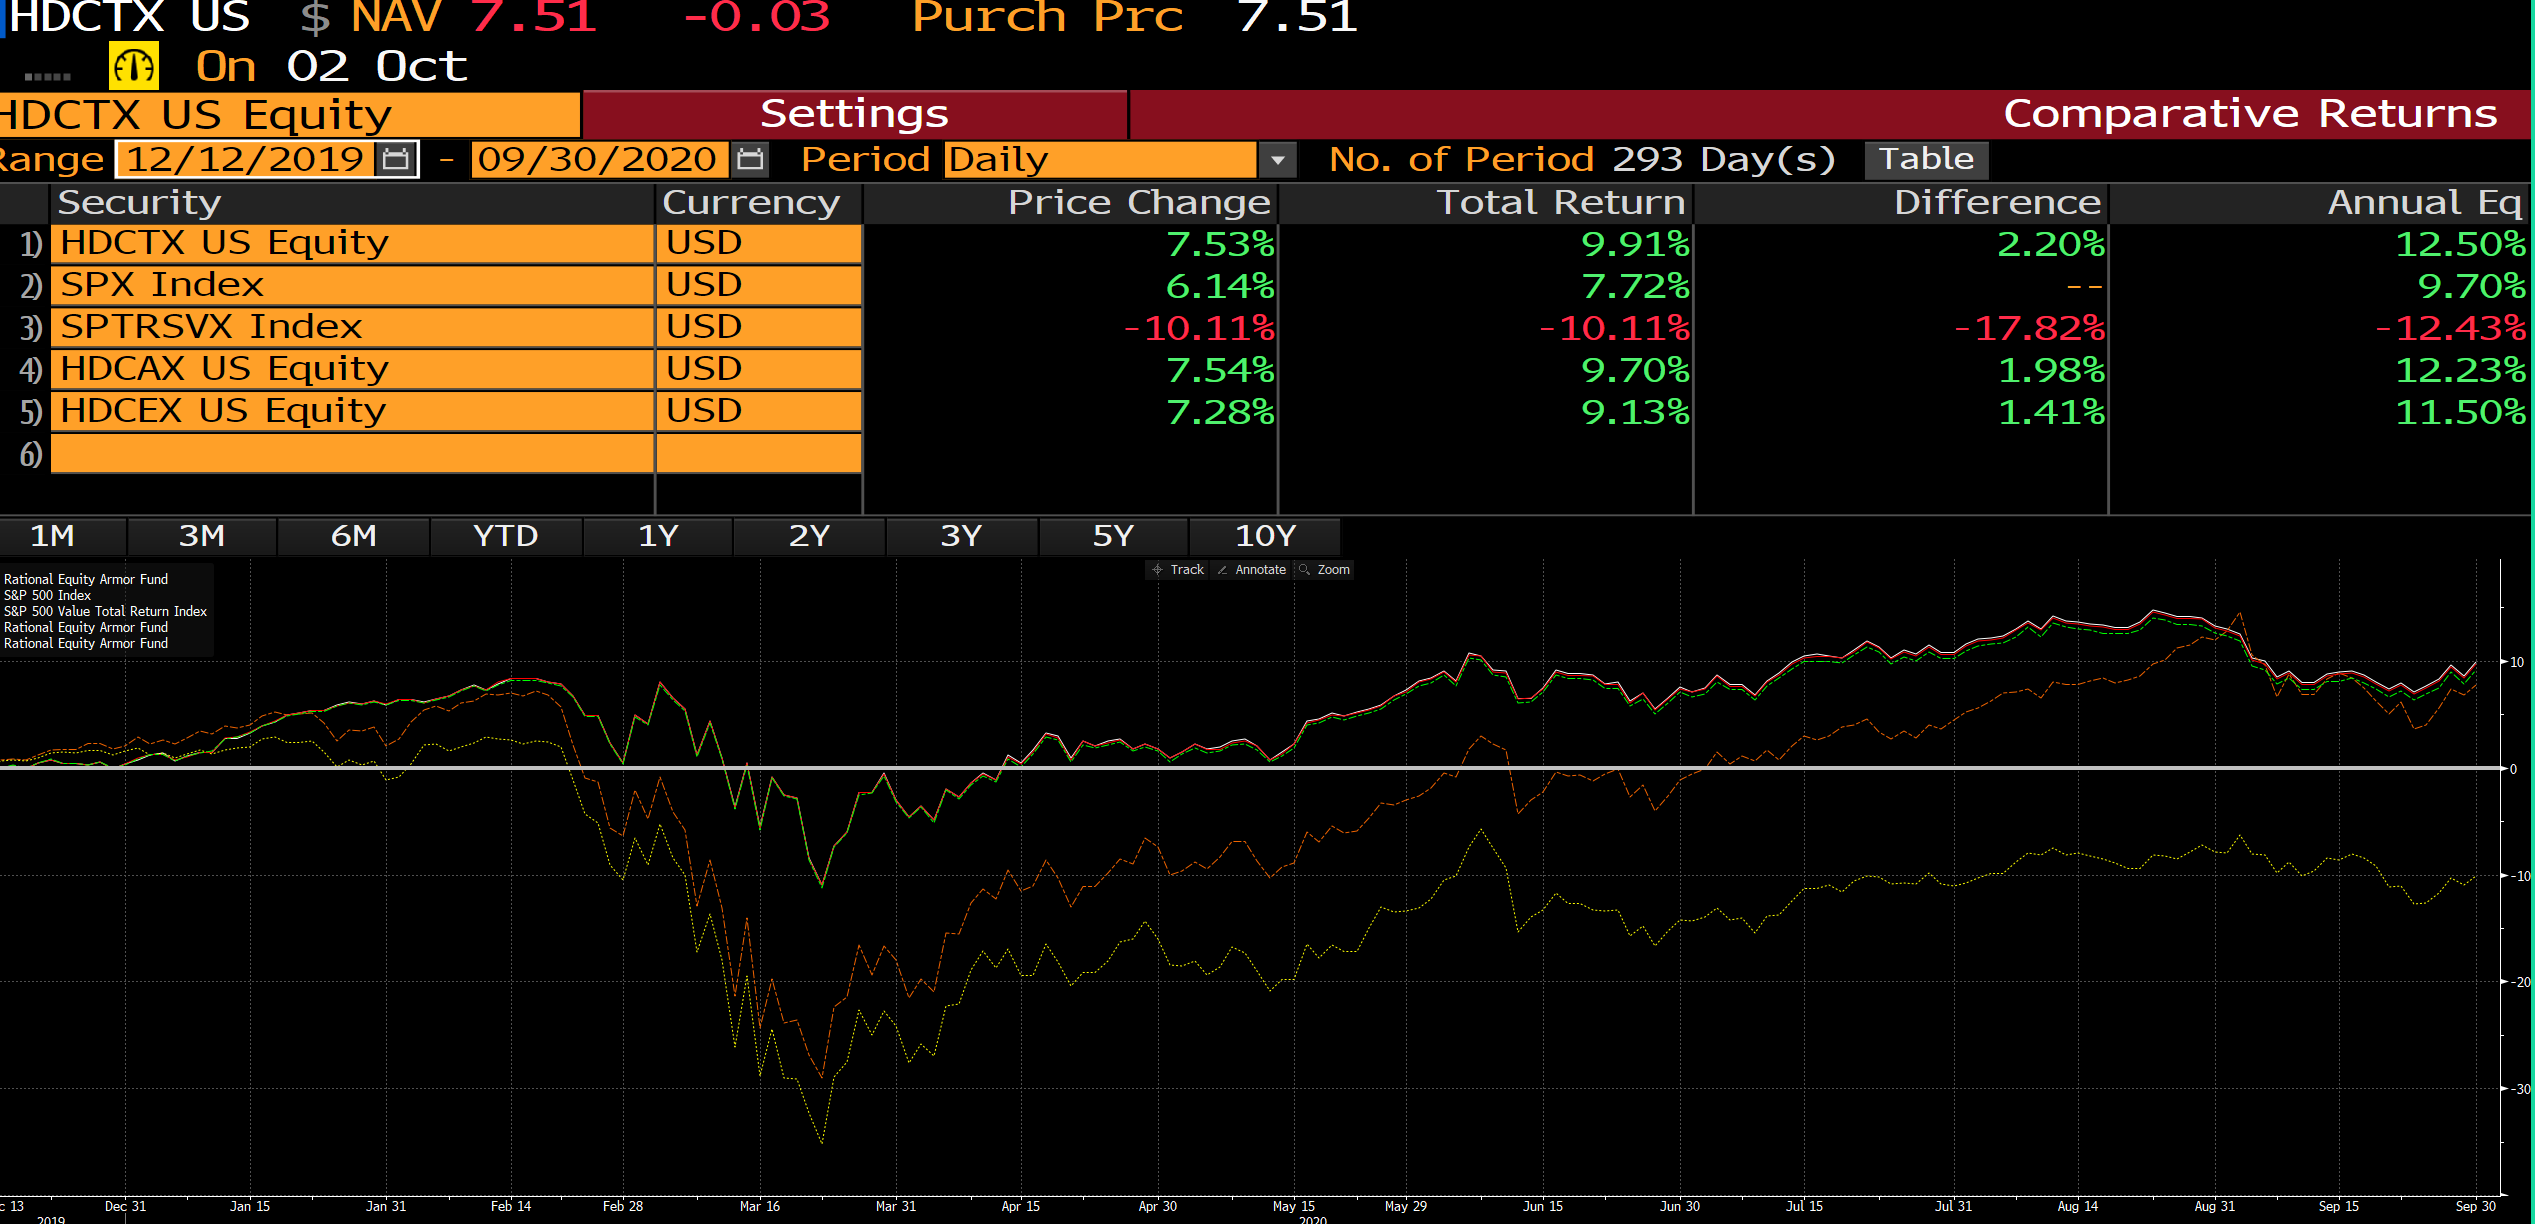 HDCTX US $ NAV 7.51 -0.03 Purch Prc 7.51
On 02 Oct
HDCTX US Equity Settings Comparative Returns
Range 12/12/2019 - 09/30/2020 Period Daily No. of Period 293 Day(s) Table
Security Currency Price Change Total Return Difference Annual Eq
1) HDCTX US Equity USD 7.53% 9.91% 2.20% 12.50%
2) SPX Index USD 6.14% 7.72% -- 9.70%
3) SPTRSVX Index USD -10.11% -10.11% -17.82% -12.43%
4) HDCAX US Equity USD 7.54% 9.70% 1.98% 12.23%
5) HDCEX US Equity USD 7.28% 9.13% 1.41% 11.50%
6)
1M 3M 6M YTD 1Y 2Y 3Y 5Y 10Y
Track Annotate Zoom
Rational Equity Armor Fund
S&P 500 Index
S&P 500 Value Total Return Index
Rational Equity Armor Fund
Rational Equity Armor Fund
10
0
-10
-20
-30
c 13 Dec 31 Jan 15 Jan 31 Feb 14 Feb 28 Mar 16 Mar 31 Apr 15 Apr 30 May 15 May 29 Jun 15 Jun 30 Jul 15 Jul 31 Aug 14 Aug 31 Sep 15 Sep 30
2019 2020